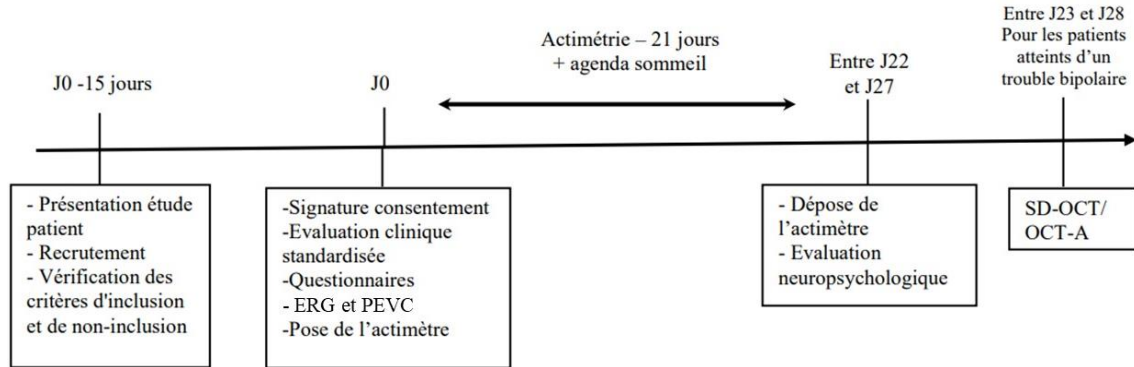 J0 -15 jours
J0
Actimétrie – 21 jours
+ agenda sommeil
Entre J22
et J27
Entre J23 et J28
Pour les patients
atteints d’un
trouble bipolaire
- Présentation étude
patient
- Recrutement
- Vérification des
critères d'inclusion
et de non-inclusion
-Signature consentement
-Evaluation clinique
standardisée
-Questionnaires
- ERG et PEVC
-Pose de l’actimètre
- Dépose de
l’actimètre
- Evaluation
neuropsychologique
SD-OCT/
OCT-A